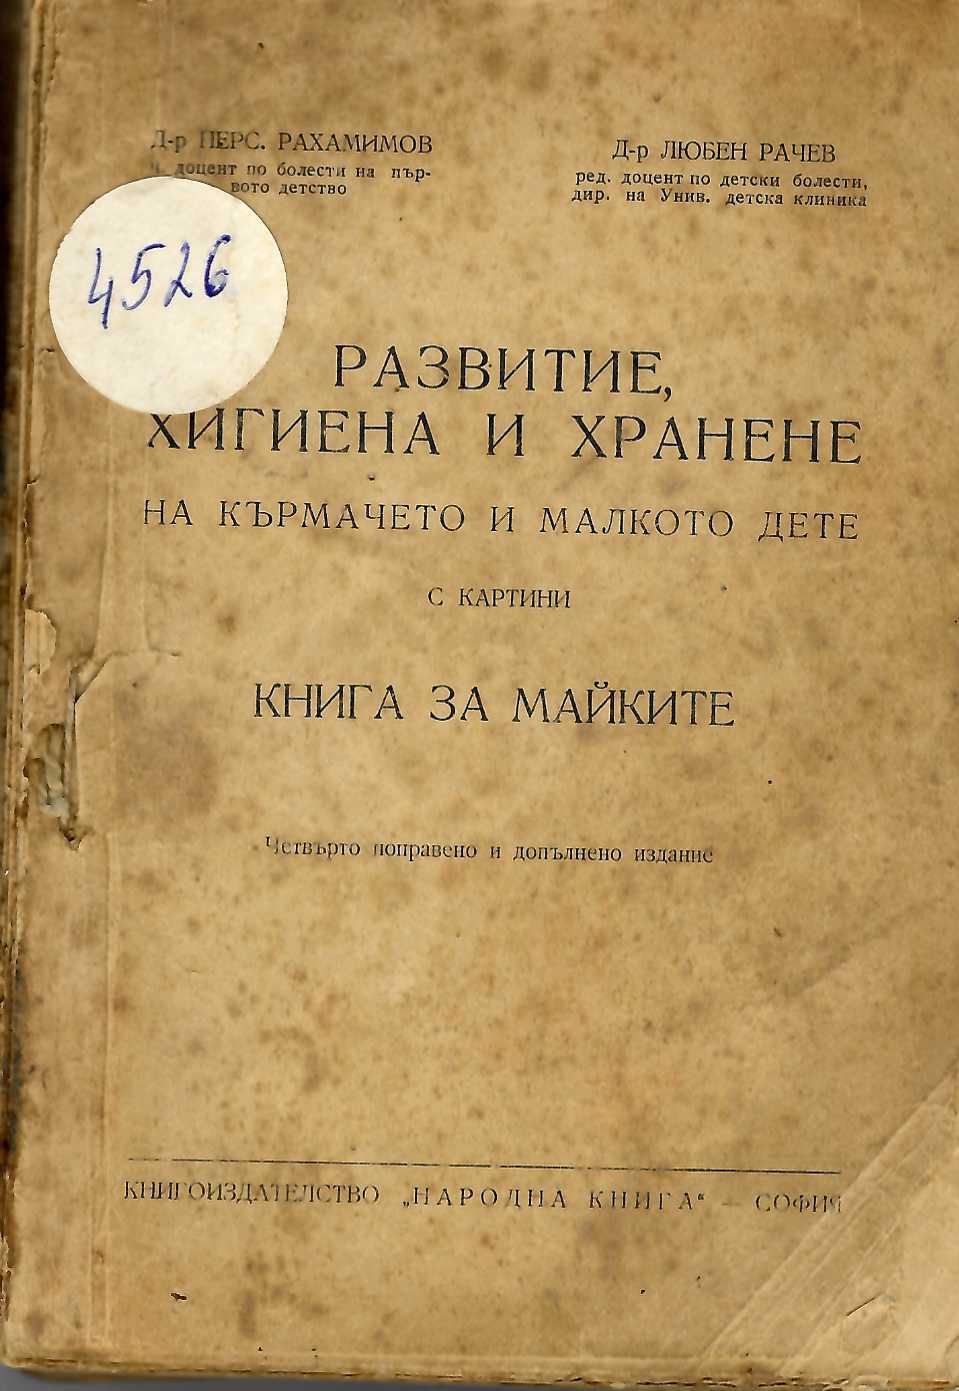 Д-р ПЕРС. РАХАМИМОВ
ч. доцент по болести на пър-
вото детство
Д-р ЛЮБЕН РАЧЕВ
ред. доцент по детски болести,
дир. на Унив. детска клиника
4526
РАЗВИТИЕ,
ХИГИЕНА И ХРАНЕНЕ
НА КЪРМАЧЕТО И МАЛКОТО ДЕТЕ
С КАРТИНИ
КНИГА ЗА МАЙКИТЕ
Четвърто поправено и допълнено издание
КНИГОИЗДАТЕЛСТВО „НАРОДНА КНИГА“ — СОФИЯ